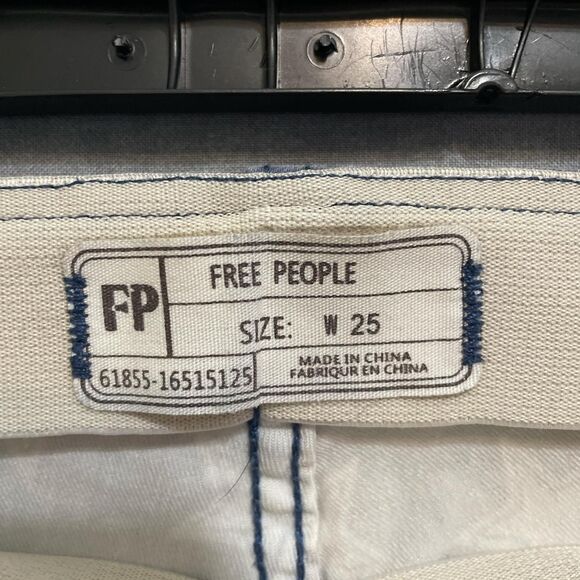 FP
FREE PEOPLE
SIZE: W 25
61855-16515125
MADE IN CHINA
FABRIQUR EN CHINA